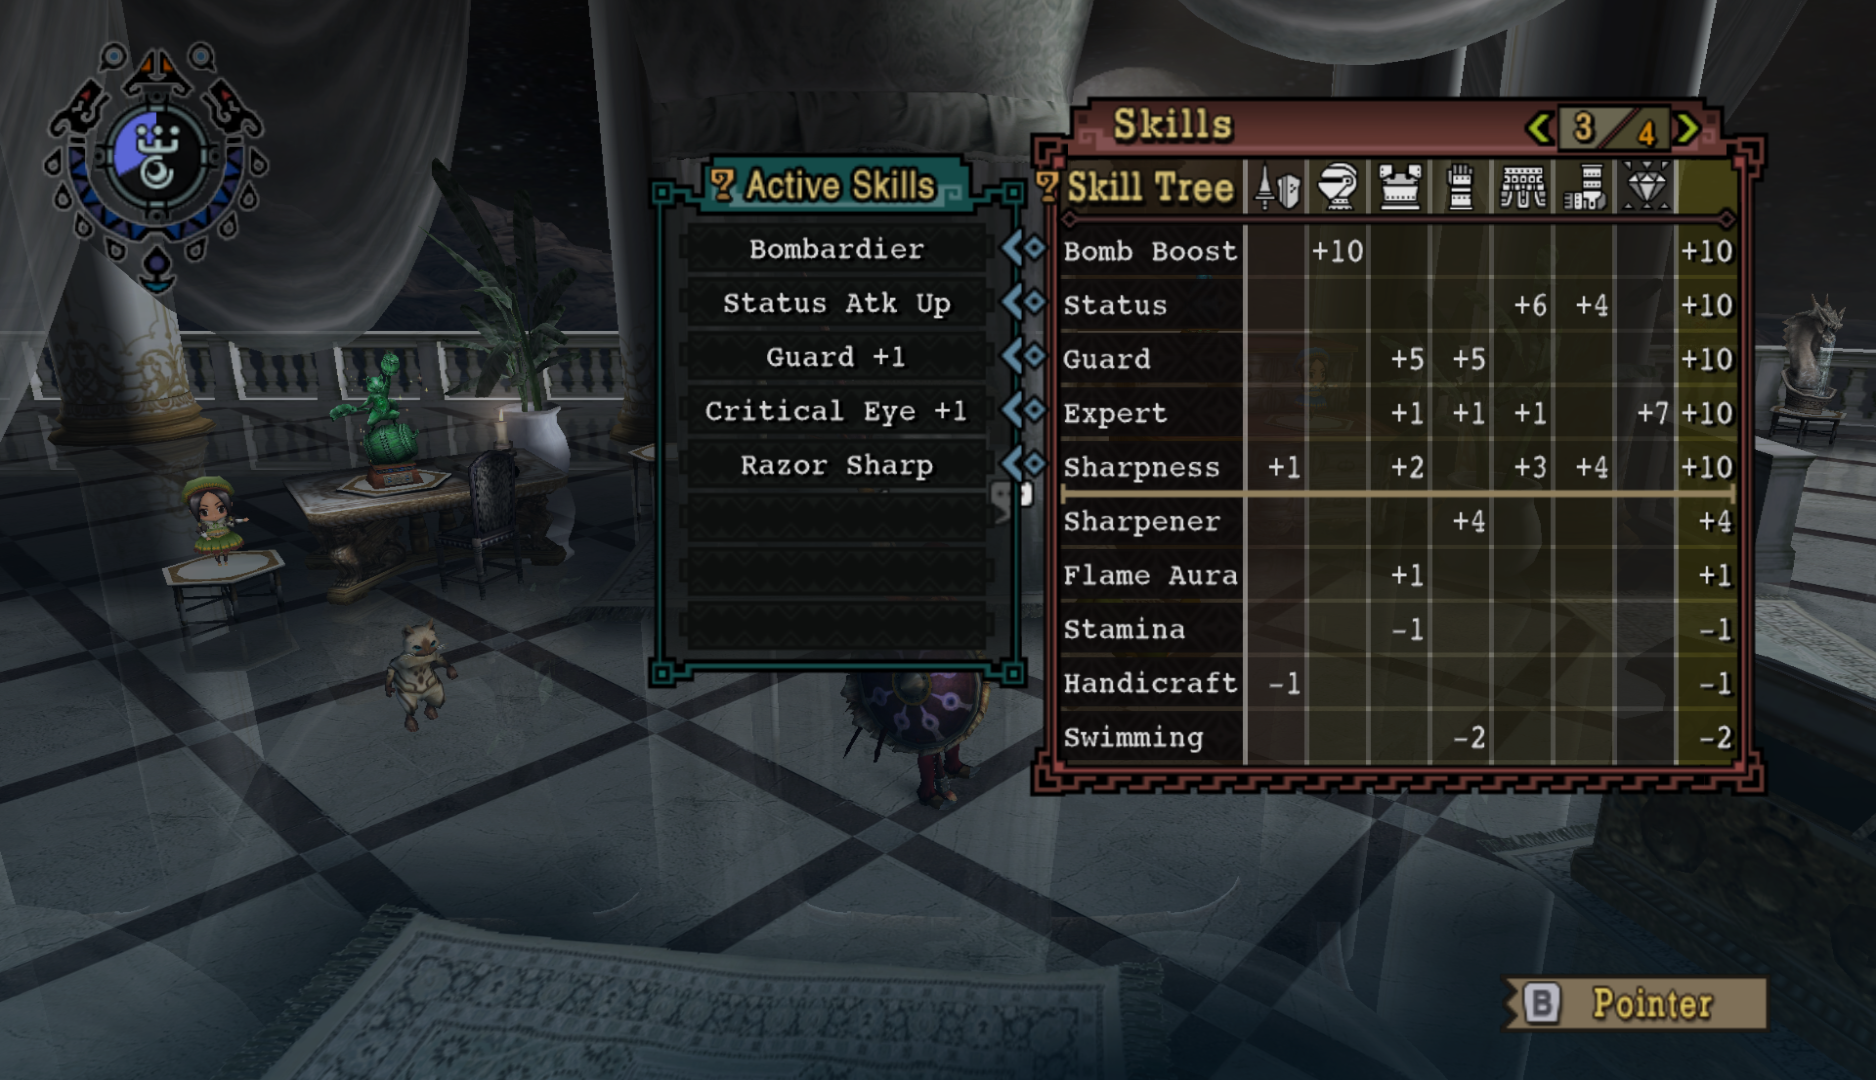 Skills
3/4
? Active Skills
Bombardier
Status Atk Up
Guard +1
Critical Eye +1
Razor Sharp
? Skill Tree
Bomb Boost +10 +10
Status +6 +4 +10
Guard +5 +5 +10
Expert +1 +1 +1 +7 +10
Sharpness +1 +2 +3 +4 +10
Sharpener +4 +4
Flame Aura +1 +1
Stamina -1 -1
Handicraft -1 -1
Swimming -2 -2
B Pointer